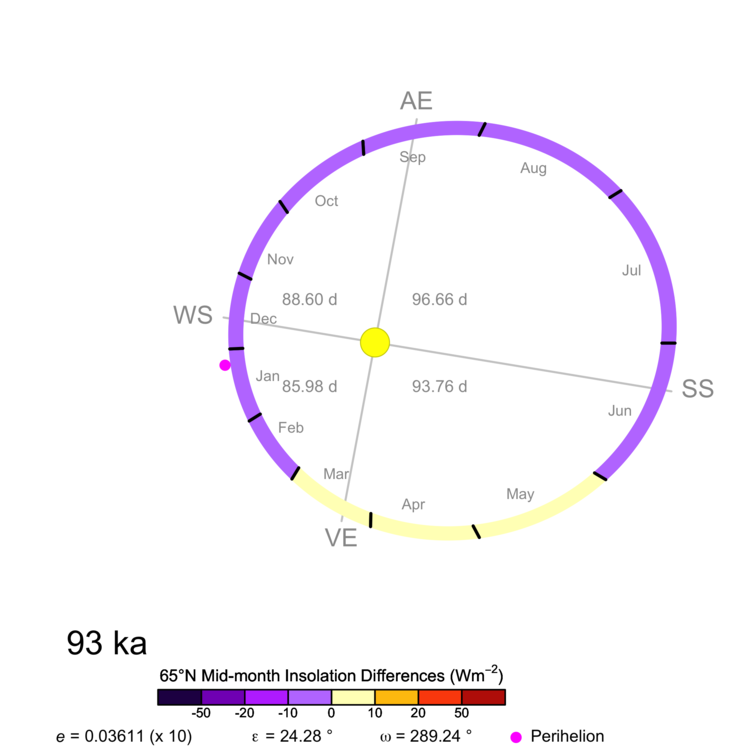 AE
Sep
Aug
Oct
Jul
Nov
88.60 d
96.66 d
WS
Dec
Jan
85.98 d
93.76 d
SS
Jun
Feb
Mar
May
Apr
VE
93 ka
65°N Mid-month Insolation Differences (Wm⁻²)
-50 -20 -10 0 10 20 50
e = 0.03611 (x 10) ε = 24.28 ° ω = 289.24 ° Perihelion